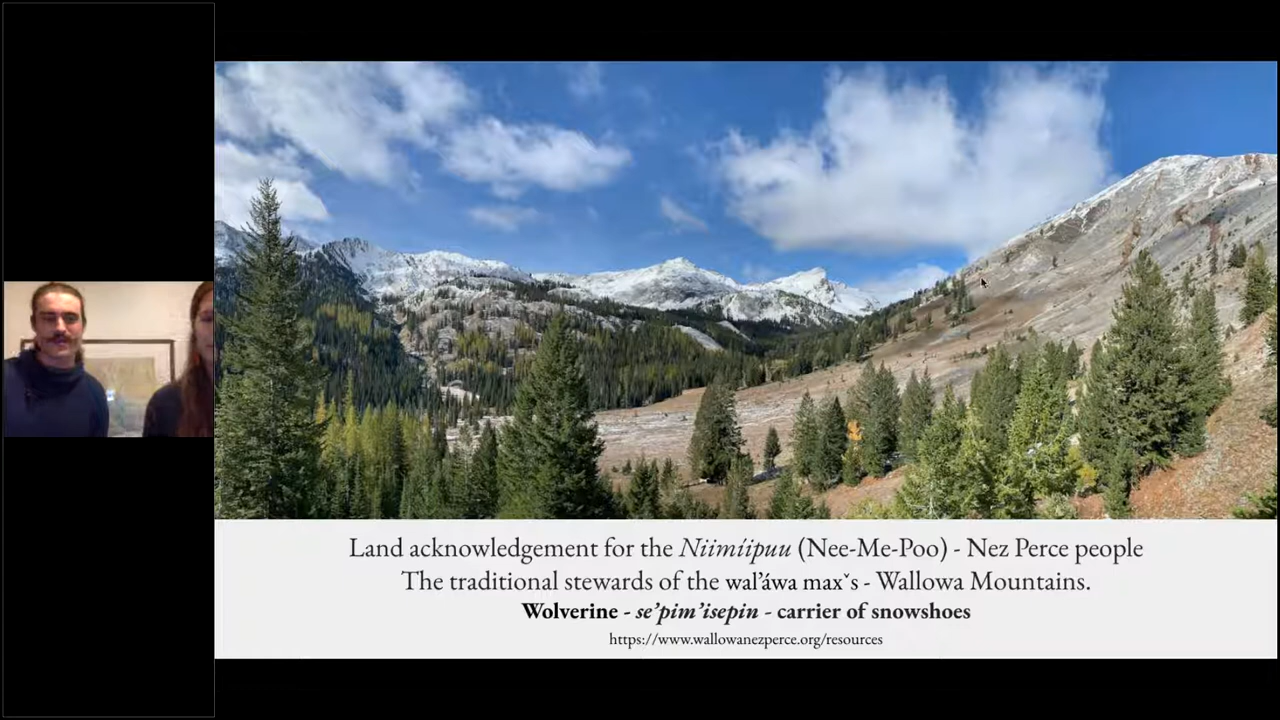 Land acknowledgement for the Niimíipuu (Nee-Me-Poo) - Nez Perce people
The traditional stewards of the wal’áwa maxˇs - Wallowa Mountains.
Wolverine - se’pim’isepin - carrier of snowshoes
https://www.wallowanezperce.org/resources